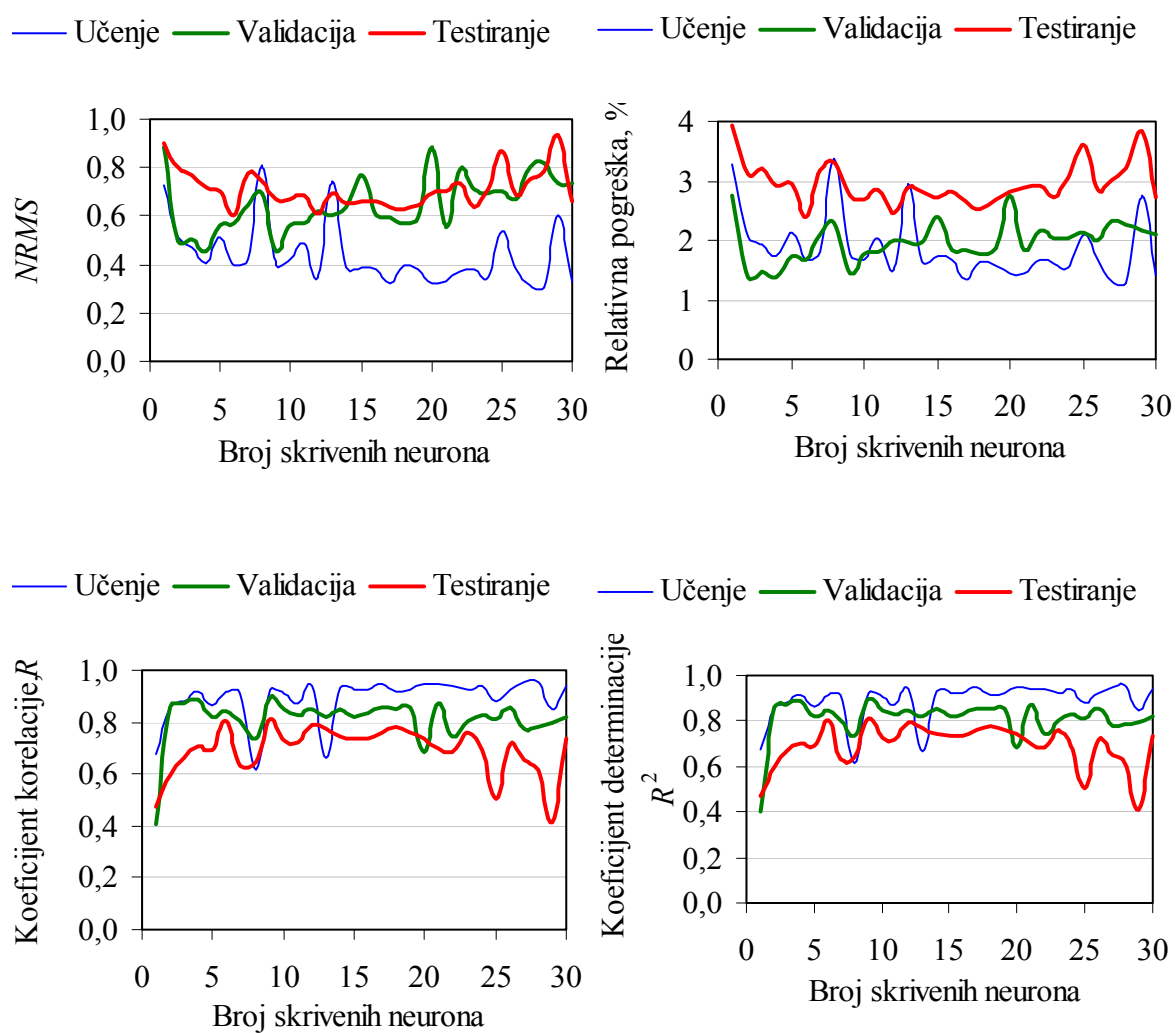 Učenje Validacija Testiranje
NRMS
1,0
0,8
0,6
0,4
0,2
0,0
0 5 10 15 20 25 30
Broj skrivenih neurona
Učenje Validacija Testiranje
Relativna pogreška, %
4
3
2
1
0
0 5 10 15 20 25 30
Broj skrivenih neurona
Učenje Validacija Testiranje
Koeficijent korelacije, R
1,0
0,8
0,6
0,4
0,2
0,0
0 5 10 15 20 25 30
Broj skrivenih neurona
Učenje Validacija Testiranje
Koeficijent determinacije
R²
1,0
0,8
0,6
0,4
0,2
0,0
0 5 10 15 20 25 30
Broj skrivenih neurona